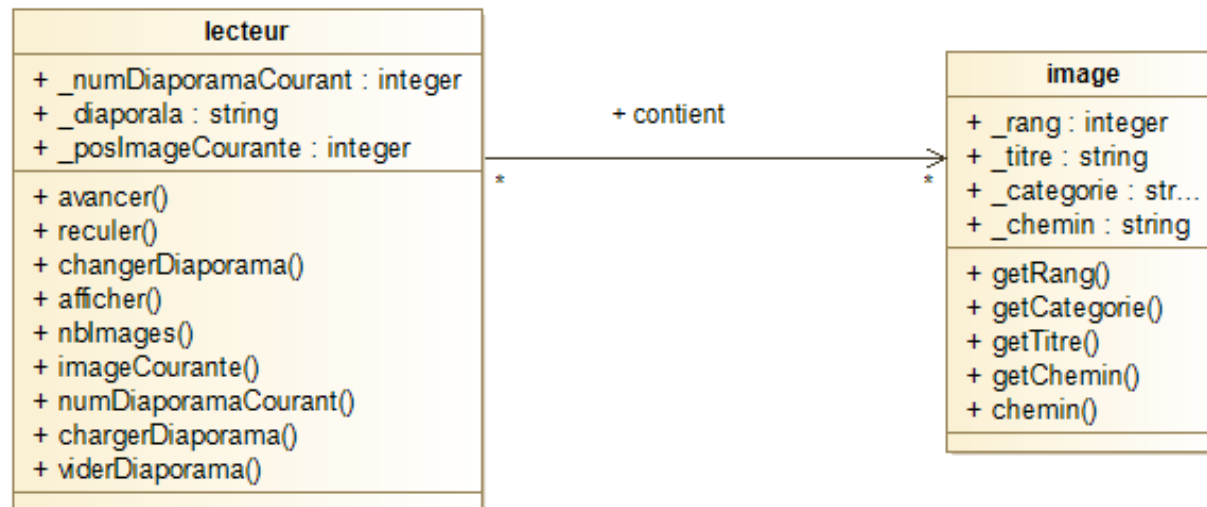 lecteur
+ _numDiaporamaCourant : integer
+ _diaporala : string
+ _posImageCourante : integer
+ avancer()
+ reculer()
+ changerDiaporama()
+ afficher()
+ nbImages()
+ imageCourante()
+ numDiaporamaCourant()
+ chargerDiaporama()
+ viderDiaporama()
+ contient
*
*
image
+ _rang : integer
+ _titre : string
+ _categorie : str...
+ _chemin : string
+ getRang()
+ getCategorie()
+ getTitre()
+ getChemin()
+ chemin()